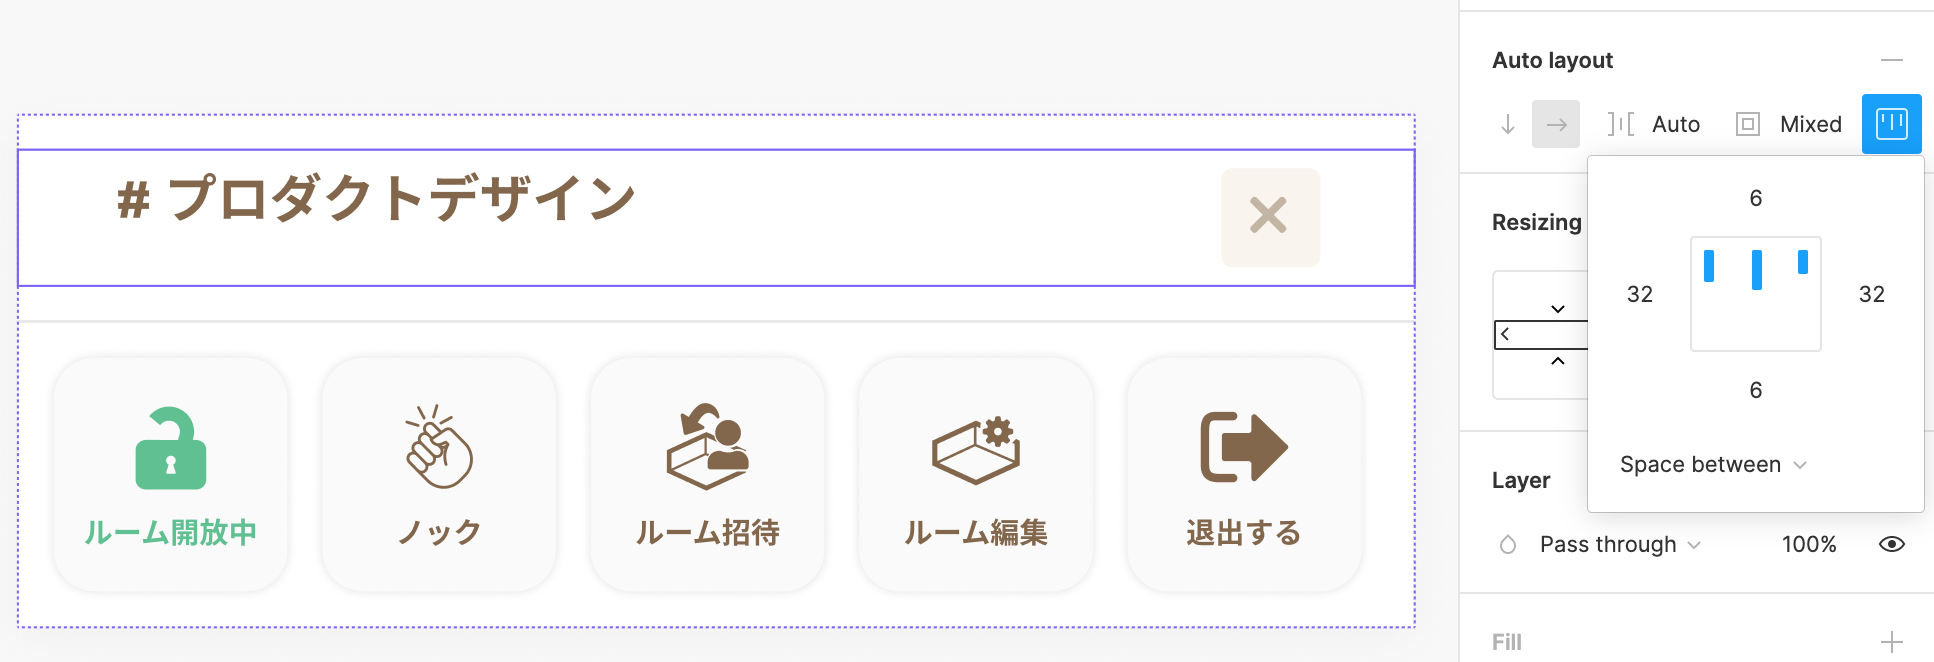 # プロダクトデザイン
ルーム開放中
ノック
ルーム招待
ルーム編集
退出する
Auto layout
Auto
Mixed
6
32
32
6
Space between
Resizing
Layer
Pass through
100%
Fill